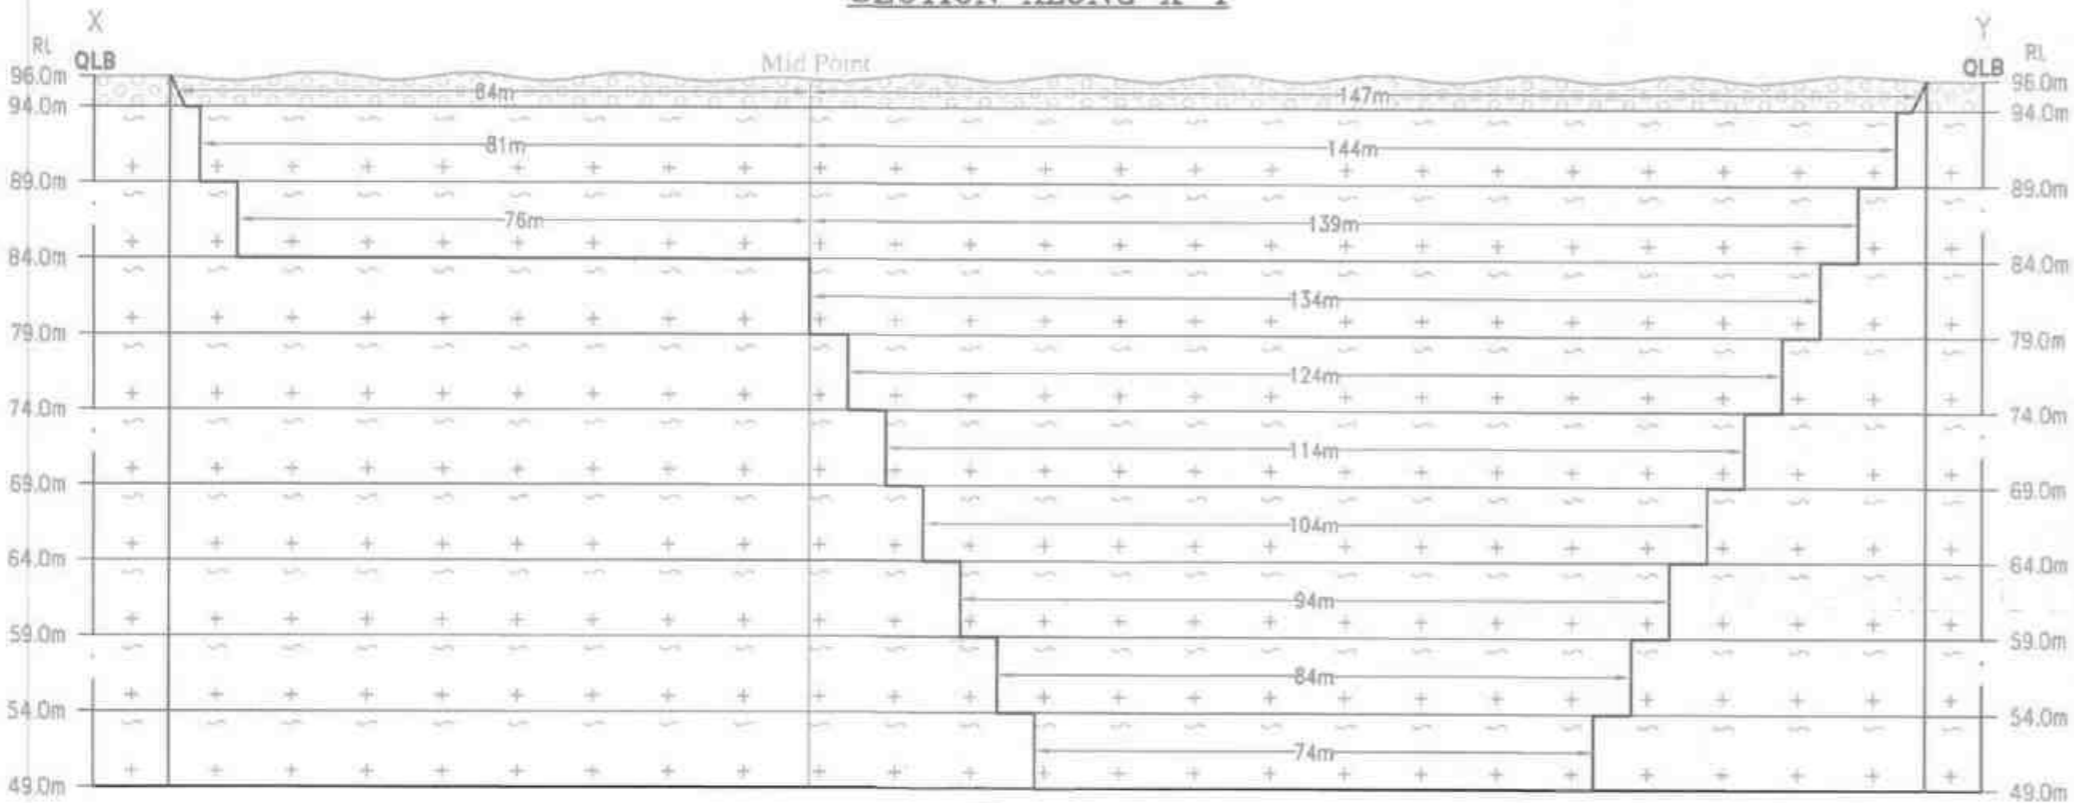 SECTION ALONG X-Y
X Y
RL RL
QLB Mid Point QLB
96.0m 96.0m
84m 147m
94.0m 94.0m
81m 144m
89.0m 89.0m
76m 139m
84.0m 84.0m
134m
79.0m 79.0m
124m
74.0m 74.0m
114m
69.0m 69.0m
104m
64.0m 64.0m
94m
59.0m 59.0m
84m
54.0m 54.0m
74m
49.0m 49.0m